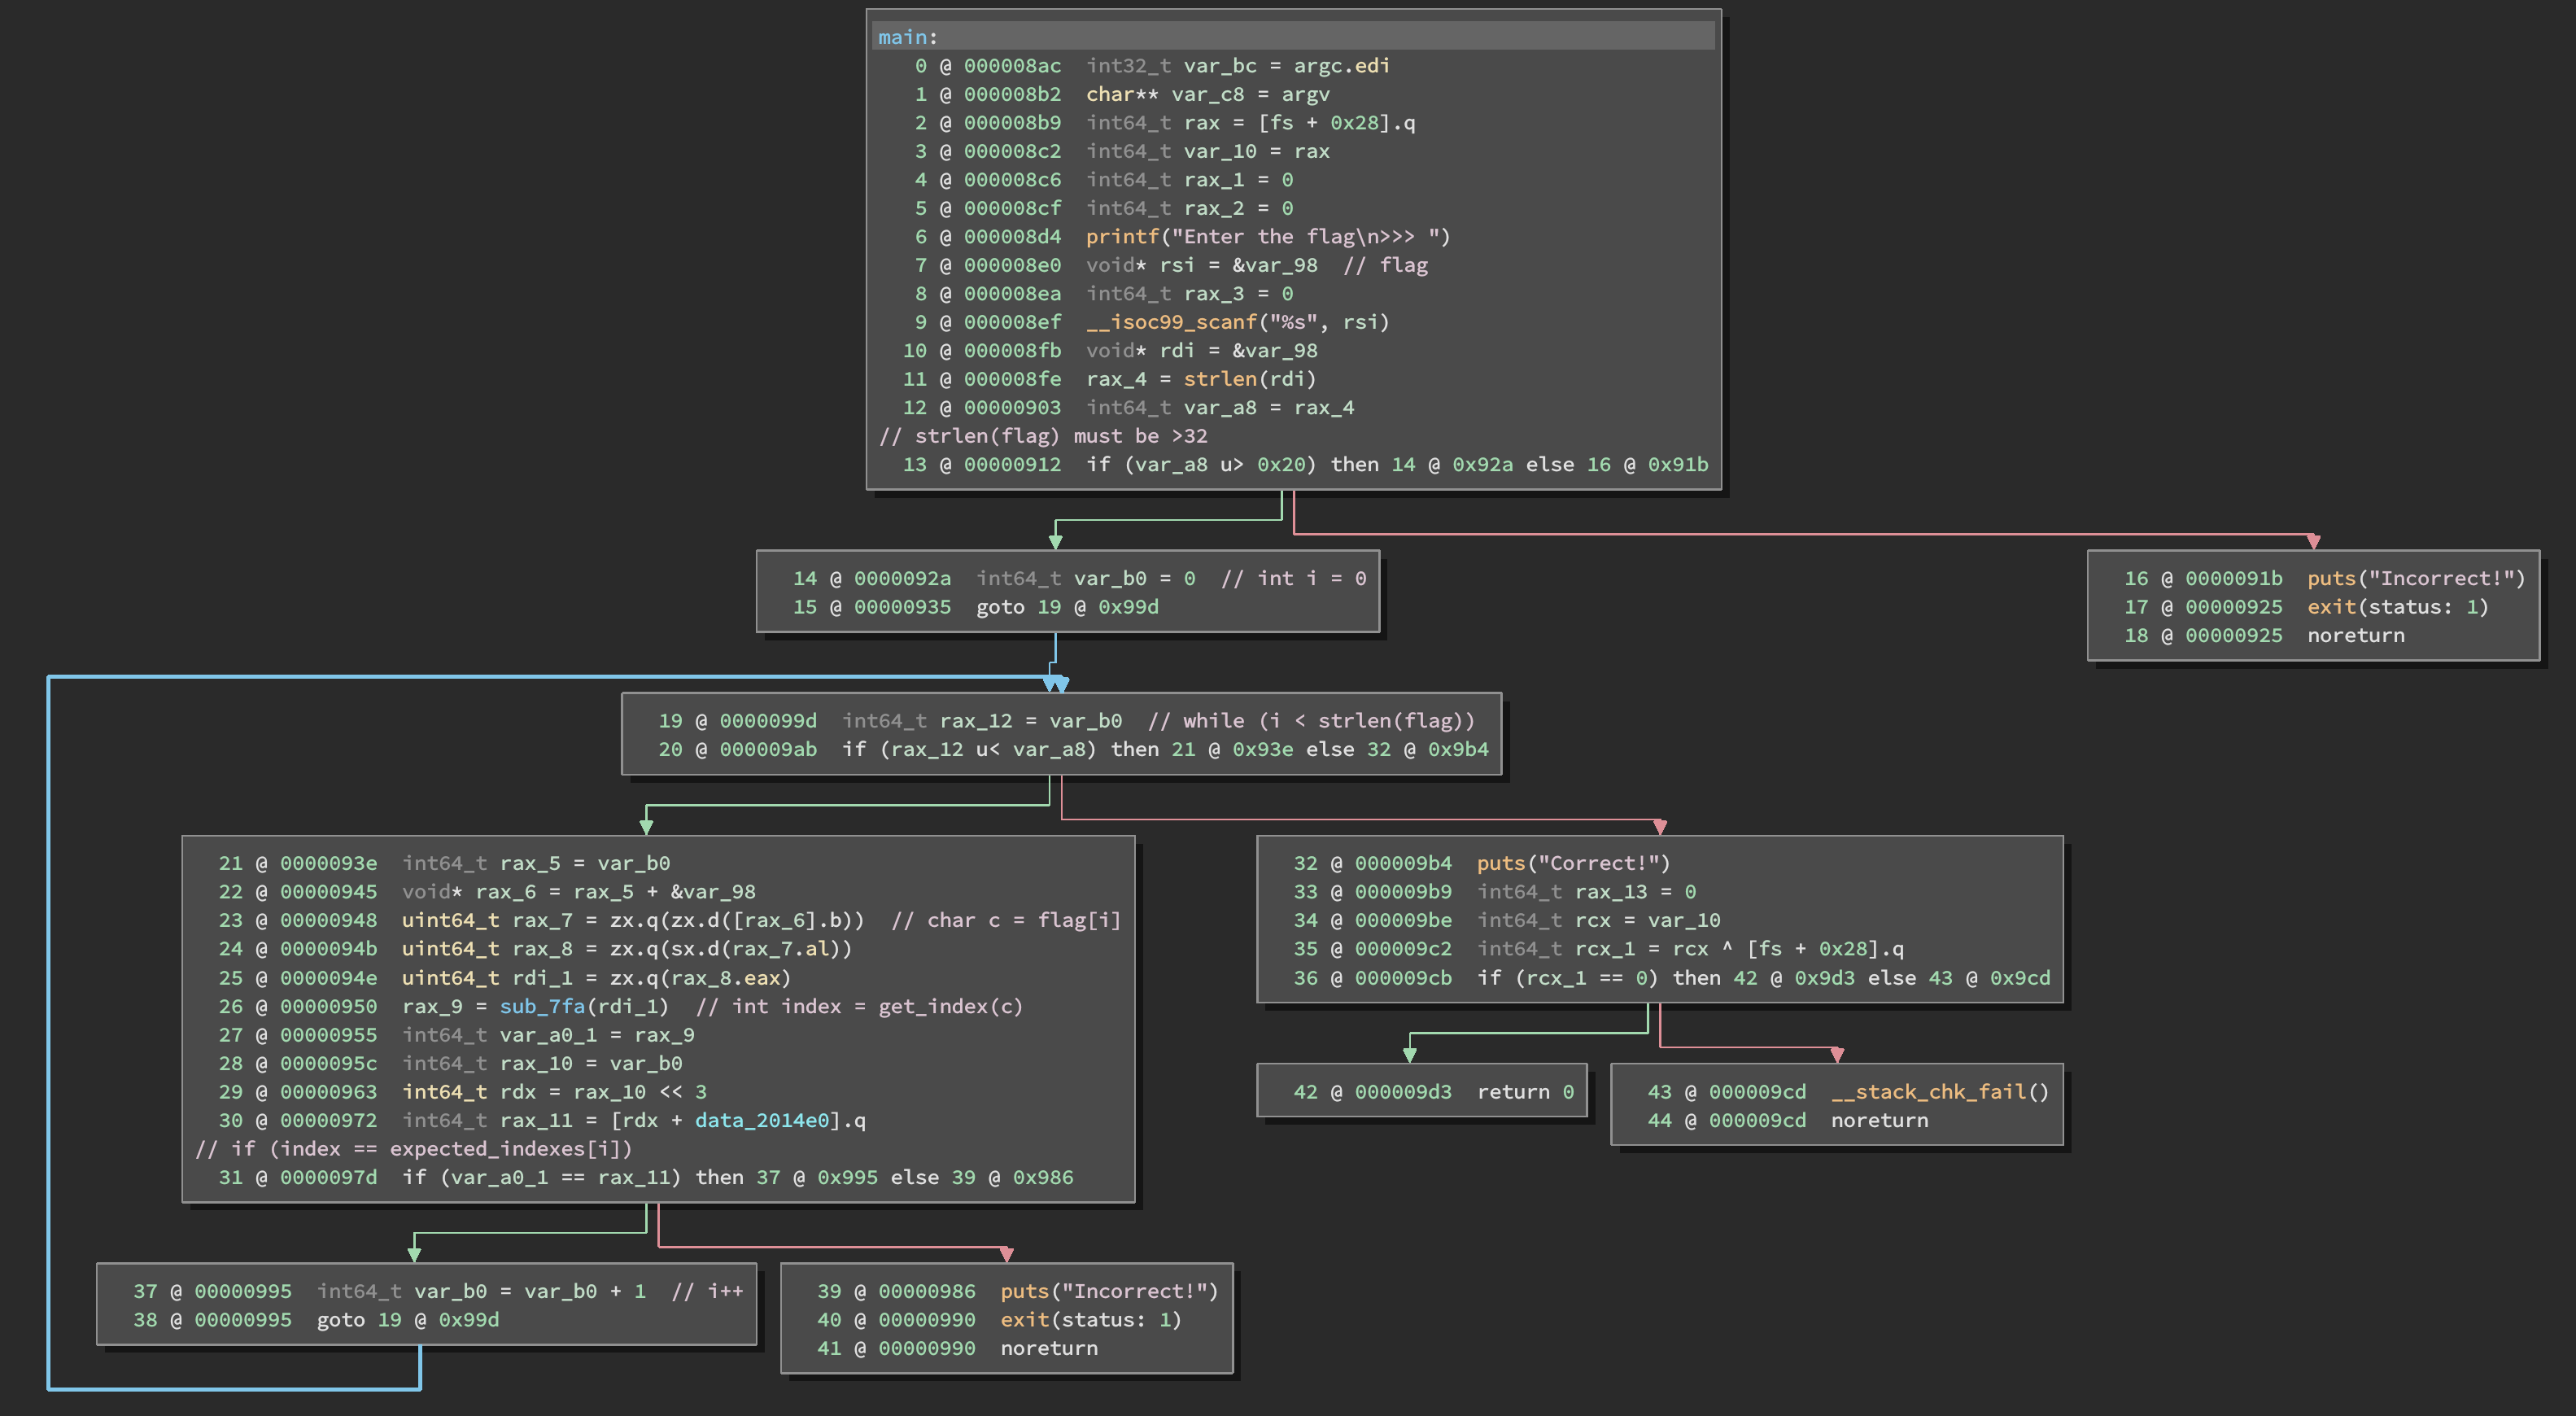 main:
0 @ 000008ac  int32_t var_bc = argc.edi
1 @ 000008b2  char** var_c8 = argv
2 @ 000008b9  int64_t rax = [fs + 0x28].q
3 @ 000008c2  int64_t var_10 = rax
4 @ 000008c6  int64_t rax_1 = 0
5 @ 000008cf  int64_t rax_2 = 0
6 @ 000008d4  printf("Enter the flag\n>>> ")
7 @ 000008e0  void* rsi = &var_98  // flag
8 @ 000008ea  int64_t rax_3 = 0
9 @ 000008ef  __isoc99_scanf("%s", rsi)
10 @ 000008fb  void* rdi = &var_98
11 @ 000008fe  rax_4 = strlen(rdi)
12 @ 00000903  int64_t var_a8 = rax_4
// strlen(flag) must be >32
13 @ 00000912  if (var_a8 u> 0x20) then 14 @ 0x92a else 16 @ 0x91b
14 @ 0000092a  int64_t var_b0 = 0  // int i = 0
15 @ 00000935  goto 19 @ 0x99d
16 @ 0000091b  puts("Incorrect!")
17 @ 00000925  exit(status: 1)
18 @ 00000925  noreturn
19 @ 0000099d  int64_t rax_12 = var_b0  // while (i < strlen(flag))
20 @ 000009ab  if (rax_12 u< var_a8) then 21 @ 0x93e else 32 @ 0x9b4
21 @ 0000093e  int64_t rax_5 = var_b0
22 @ 00000945  void* rax_6 = rax_5 + &var_98
23 @ 00000948  uint64_t rax_7 = zx.q(zx.d([rax_6].b))  // char c = flag[i]
24 @ 0000094b  uint64_t rax_8 = zx.q(sx.d(rax_7.al))
25 @ 0000094e  uint64_t rdi_1 = zx.q(rax_8.eax)
26 @ 00000950  rax_9 = sub_7fa(rdi_1)  // int index = get_index(c)
27 @ 00000955  int64_t var_a0_1 = rax_9
28 @ 0000095c  int64_t rax_10 = var_b0
29 @ 00000963  int64_t rdx = rax_10 << 3
30 @ 00000972  int64_t rax_11 = [rdx + data_2014e0].q
// if (index == expected_indexes[i])
31 @ 0000097d  if (var_a0_1 == rax_11) then 37 @ 0x995 else 39 @ 0x986
32 @ 000009b4  puts("Correct!")
33 @ 000009b9  int64_t rax_13 = 0
34 @ 000009be  int64_t rcx = var_10
35 @ 000009c2  int64_t rcx_1 = rcx ^ [fs + 0x28].q
36 @ 000009cb  if (rcx_1 == 0) then 42 @ 0x9d3 else 43 @ 0x9cd
42 @ 000009d3  return 0
43 @ 000009cd  __stack_chk_fail()
44 @ 000009cd  noreturn
37 @ 00000995  int64_t var_b0 = var_b0 + 1  // i++
38 @ 00000995  goto 19 @ 0x99d
39 @ 00000986  puts("Incorrect!")
40 @ 00000990  exit(status: 1)
41 @ 00000990  noreturn